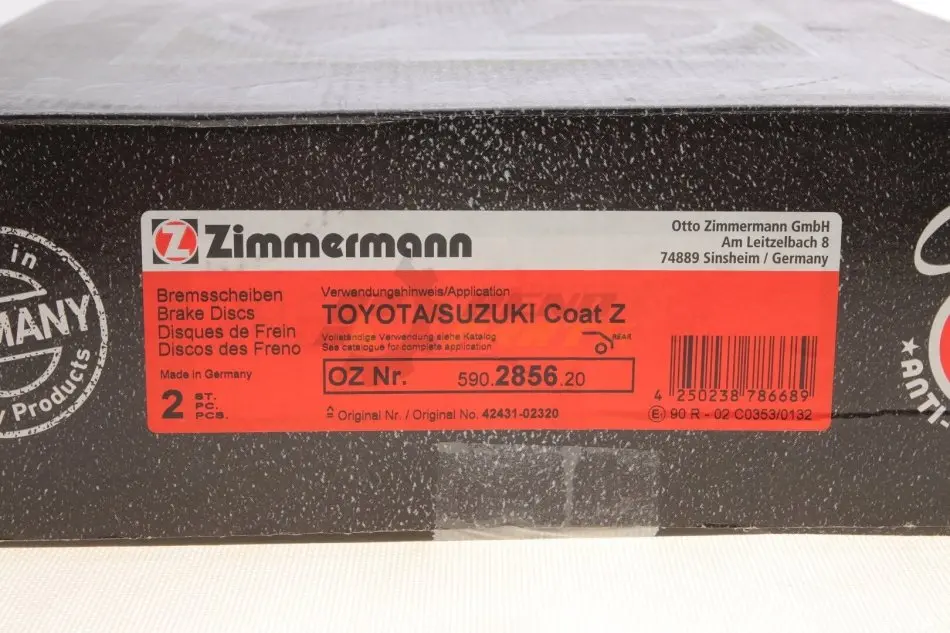 Z Zimmermann
Otto Zimmermann GmbH
Am Leitzelbach 8
74889 Sinsheim / Germany
Bremsscheiben
Brake Discs
Disques de Frein
Discos des Freno
Made in Germany
2 ST.
PC.
PCS.
Verwendungshinweis/Application
TOYOTA/SUZUKI Coat Z
Vollständige Verwendung siehe Katalog
See catalogue for complete application
REAR
OZ Nr. 590.2856.20
≙ Original Nr. / Original No. 42431-02320
4 250238 786689
E1 90 R - 02 C0353/0132
in
MANY
y Products
★ ANTI-